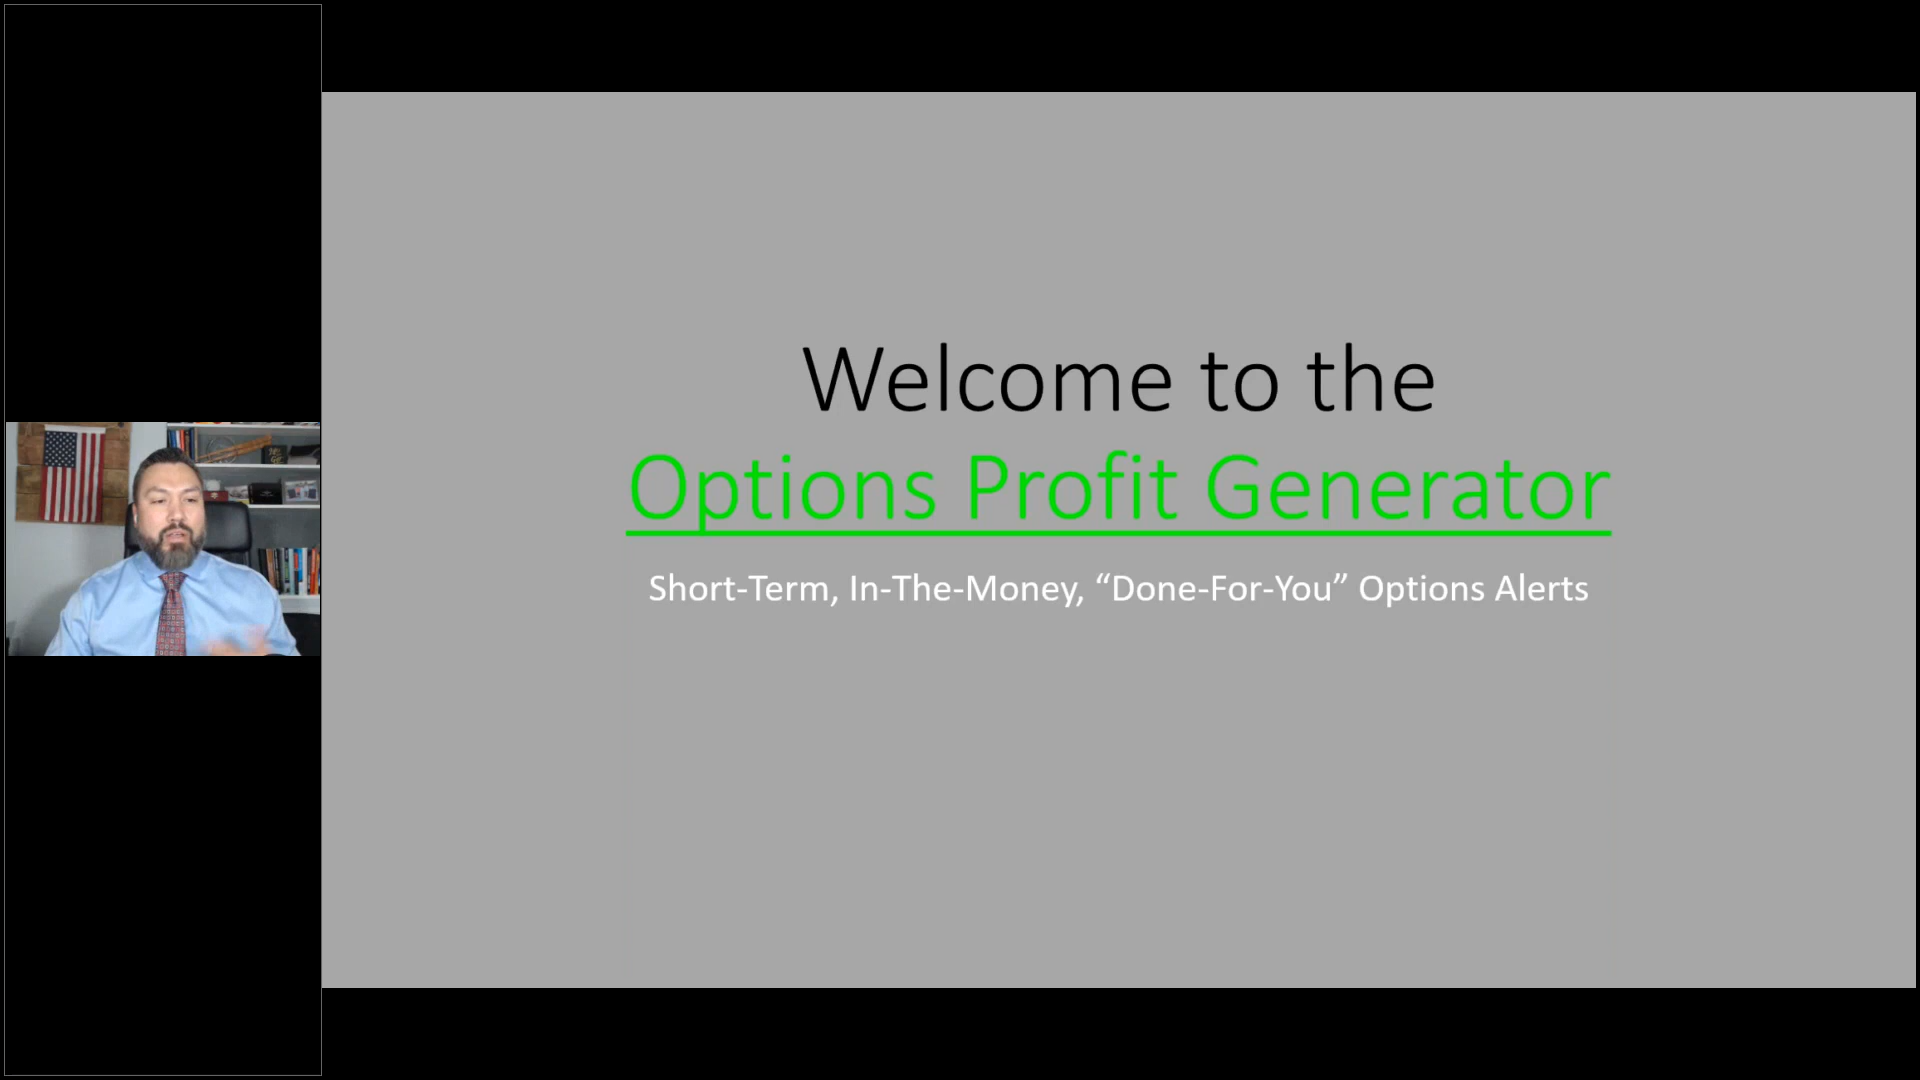 Welcome to the
Options Profit Generator
Short-Term, In-The-Money, “Done-For-You” Options Alerts